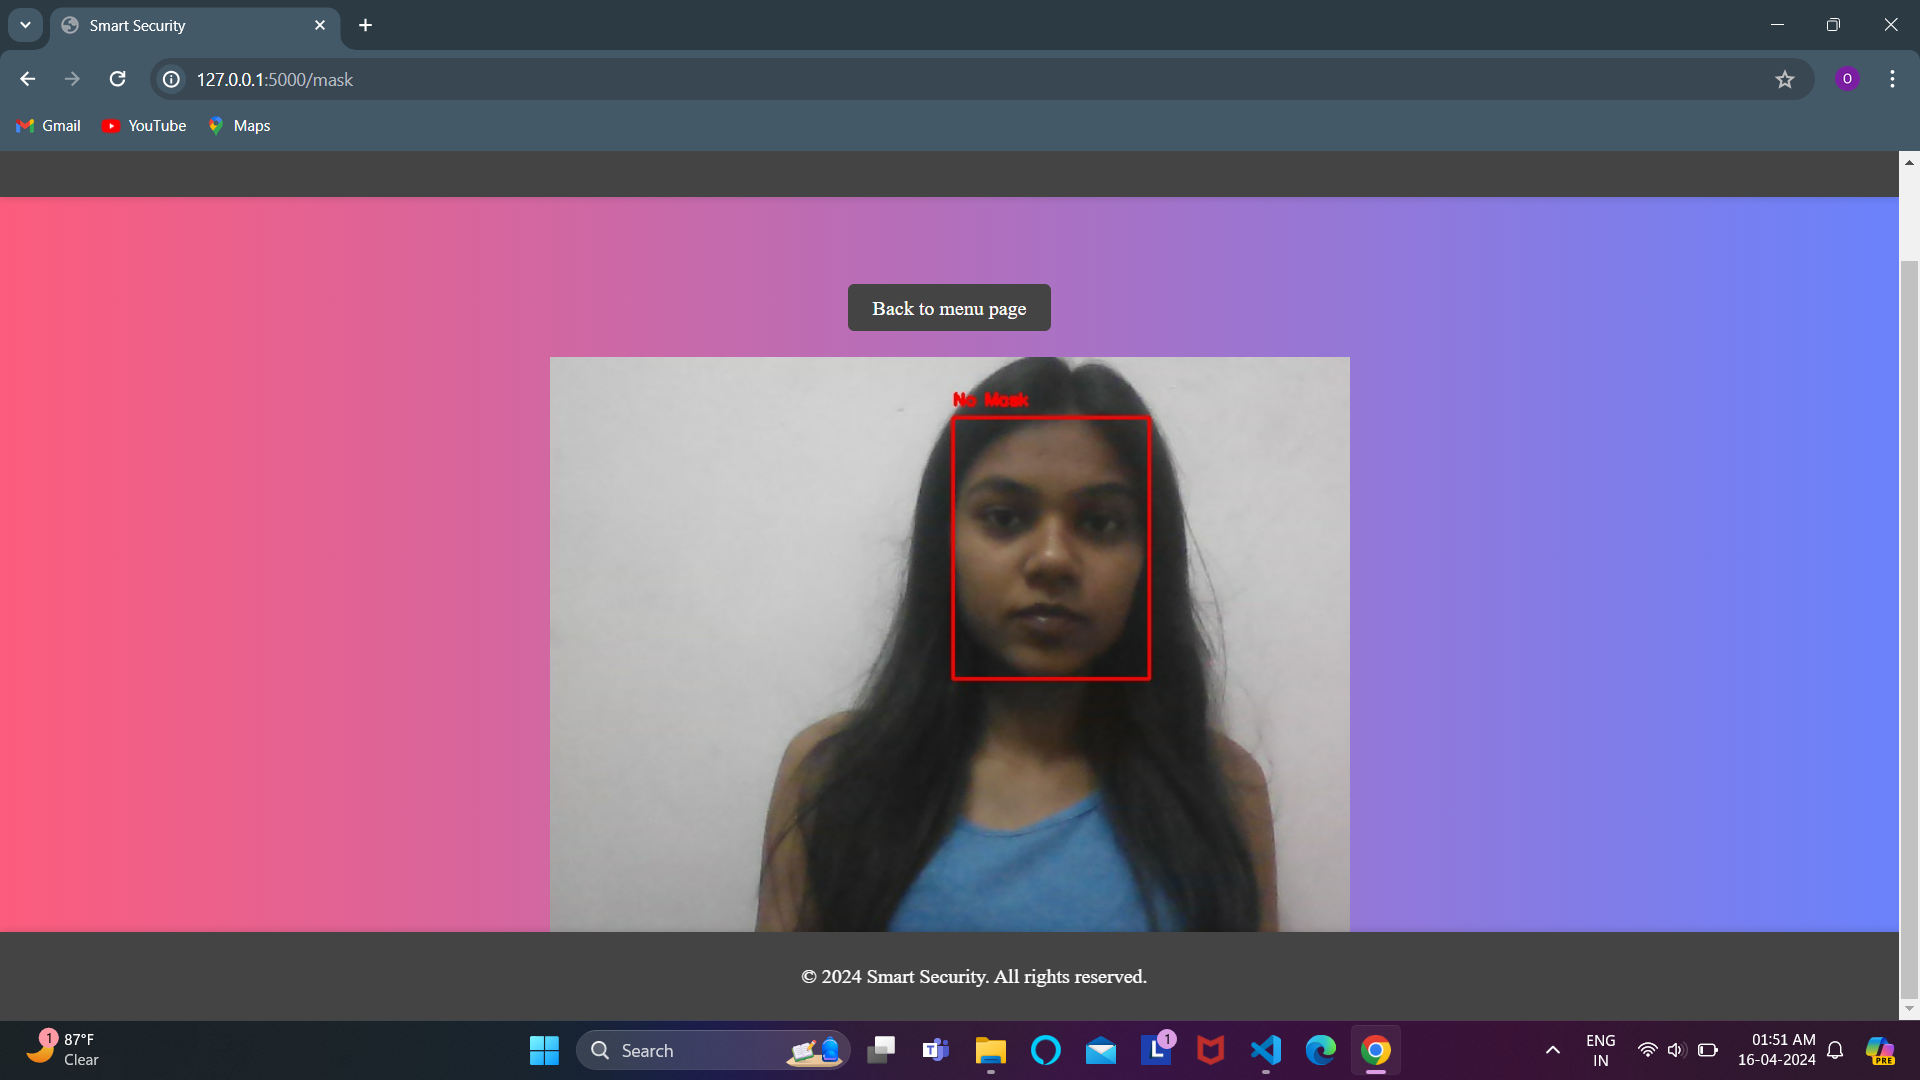 Smart Security
127.0.0.1:5000/mask
O
Gmail YouTube Maps
Back to menu page
No Mask
© 2024 Smart Security. All rights reserved.
1
87°F
Clear
Search
T
L
1
ENG
IN
01:51 AM
16-04-2024
PRE